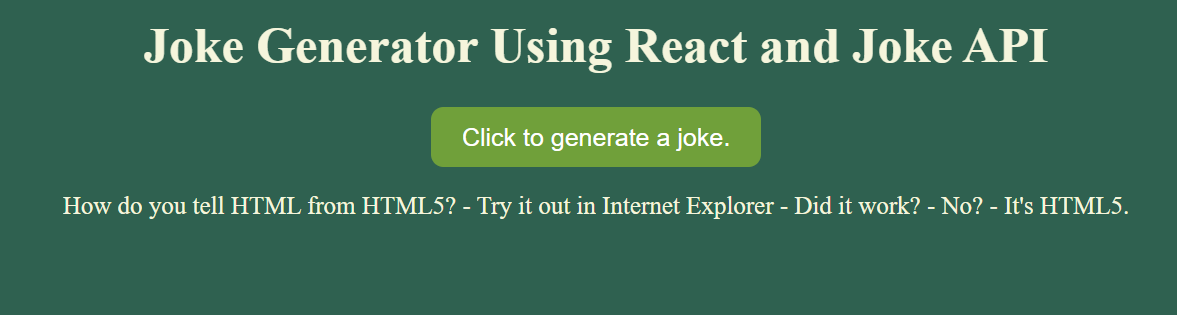 Joke Generator Using React and Joke API
Click to generate a joke.
How do you tell HTML from HTML5? - Try it out in Internet Explorer - Did it work? - No? - It's HTML5.